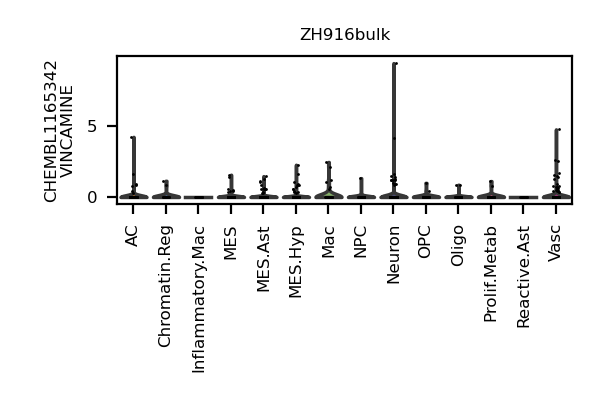 ZH916bulk
CHEMBL1165342
VINCAMINE
5
0
AC
Chromatin.Reg
Inflammatory.Mac
MES
MES.Ast
MES.Hyp
Mac
NPC
Neuron
OPC
Oligo
Prolif.Metab
Reactive.Ast
Vasc